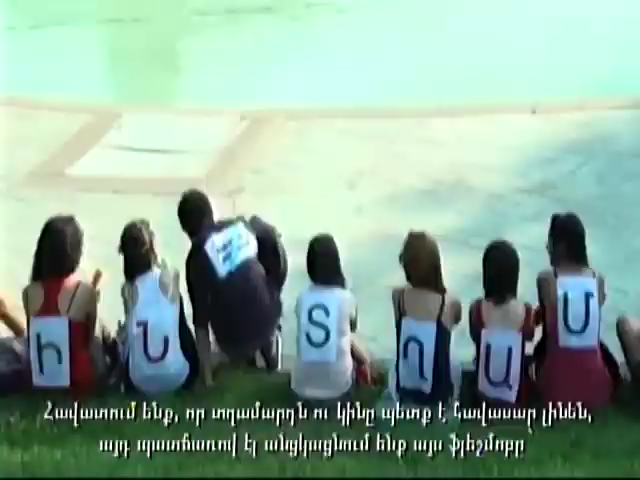 ի
Ն
Տ
Ղ
Ա
Մ
Հավատում ենք, որ տղամարդն ու կինը պետք է հավասար լինեն,
այդ պատճառով էլ անցկացնում ենք այս ֆլեշմոբը